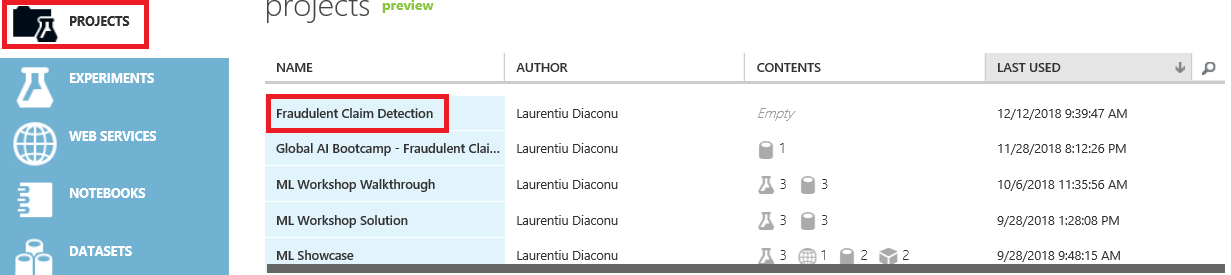 PROJECTS
EXPERIMENTS
WEB SERVICES
NOTEBOOKS
DATASETS
projects preview
NAME AUTHOR CONTENTS LAST USED
Fraudulent Claim Detection Laurentiu Diaconu Empty 12/12/2018 9:39:47 AM
Global AI Bootcamp - Fraudulent Clai... Laurentiu Diaconu 1 11/28/2018 8:12:26 PM
ML Workshop Walkthrough Laurentiu Diaconu 3 3 10/6/2018 11:35:56 AM
ML Workshop Solution Laurentiu Diaconu 3 3 9/28/2018 1:28:08 PM
ML Showcase Laurentiu Diaconu 3 1 2 2 9/28/2018 9:48:15 AM